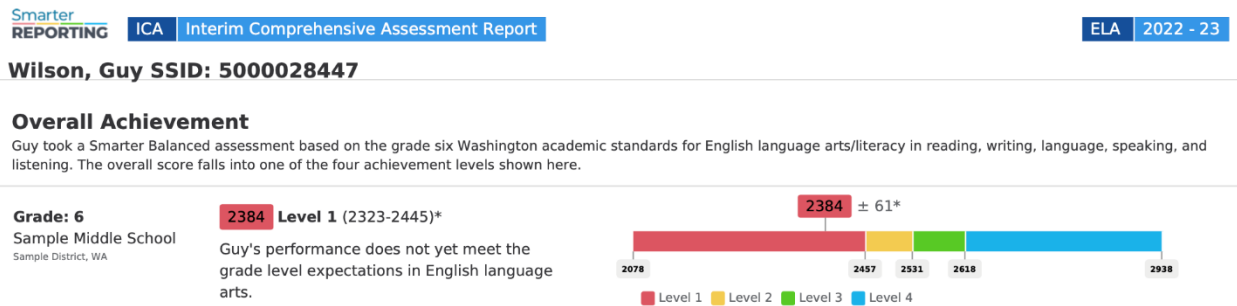 Smarter
REPORTING
ICA Interim Comprehensive Assessment Report
ELA 2022 - 23
Wilson, Guy SSID: 5000028447
Overall Achievement
Guy took a Smarter Balanced assessment based on the grade six Washington academic standards for English language arts/literacy in reading, writing, language, speaking, and
listening. The overall score falls into one of the four achievement levels shown here.
Grade: 6
Sample Middle School
Sample District, WA
2384 Level 1 (2323-2445)*
Guy's performance does not yet meet the
grade level expectations in English language
arts.
2384 ± 61*
2078 2457 2531 2618 2938
Level 1 Level 2 Level 3 Level 4